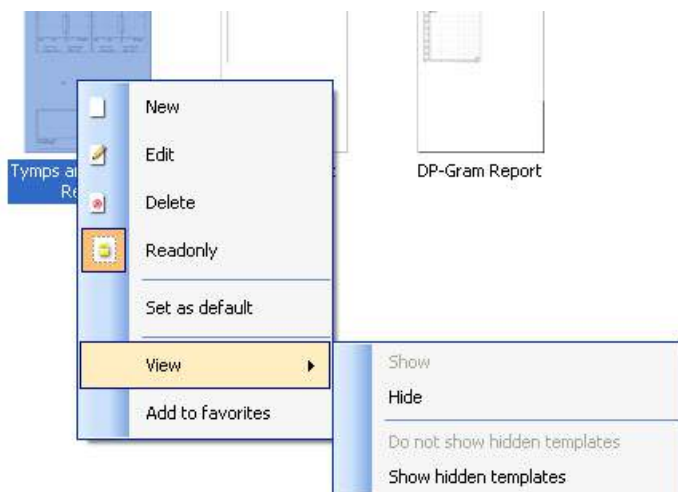 New
Edit
Tymps a
DP-Gram Report
Re
Delete
Readonly
Set as default
View
Show
Hide
Add to favorites
Do not show hidden templates
Show hidden templates